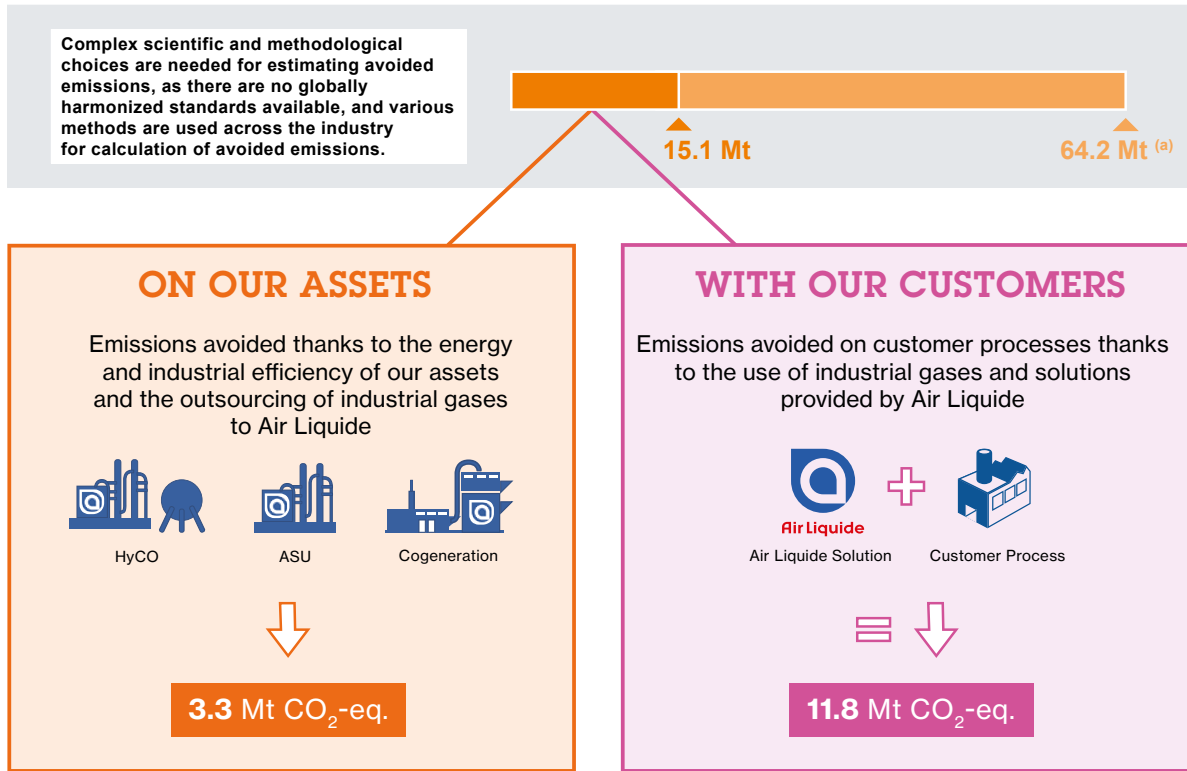 Complex scientific and methodological
choices are needed for estimating avoided
emissions, as there are no globally
harmonized standards available, and various
methods are used across the industry
for calculation of avoided emissions.
15.1 Mt
64.2 Mt (a)
ON OUR ASSETS
Emissions avoided thanks to the energy
and industrial efficiency of our assets
and the outsourcing of industrial gases
to Air Liquide
HyCO
ASU
Cogeneration
3.3 Mt CO2-eq.
WITH OUR CUSTOMERS
Emissions avoided on customer processes thanks
to the use of industrial gases and solutions
provided by Air Liquide
Air Liquide
Air Liquide Solution
Customer Process
11.8 Mt CO2-eq.